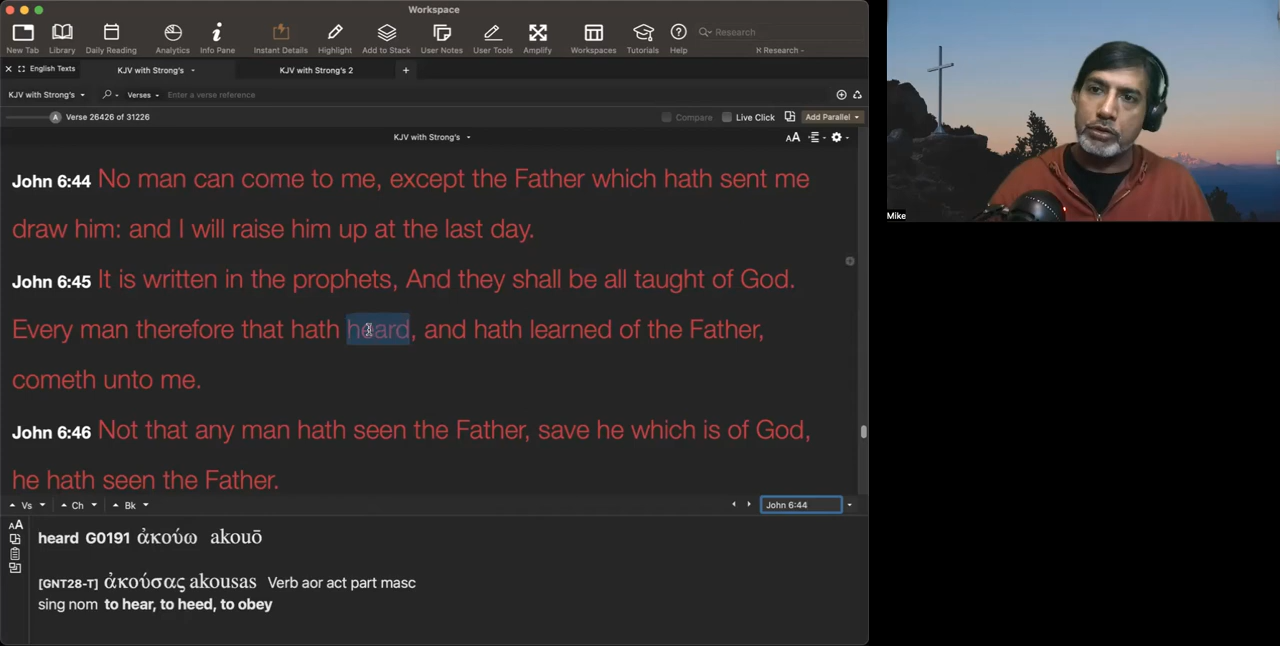 Workspace
New Tab Library Daily Reading Analytics Info Pane Instant Details Highlight Add to Stack User Notes User Tools Amplify Workspaces Tutorials Help Research
Research
English Texts KJV with Strong's KJV with Strong's 2 +
KJV with Strong's Verses Enter a verse reference
A Verse 26426 of 31226 Compare Live Click Add Parallel
KJV with Strong's AA
John 6:44 No man can come to me, except the Father which hath sent me
draw him: and I will raise him up at the last day.
John 6:45 It is written in the prophets, And they shall be all taught of God.
Every man therefore that hath heard, and hath learned of the Father,
cometh unto me.
John 6:46 Not that any man hath seen the Father, save he which is of God,
he hath seen the Father.
Vs Ch Bk John 6:44
AA
heard G0191 ἀκούω akouō
[GNT28-T] ἀκούσας akousas Verb aor act part masc
sing nom to hear, to heed, to obey
Mike